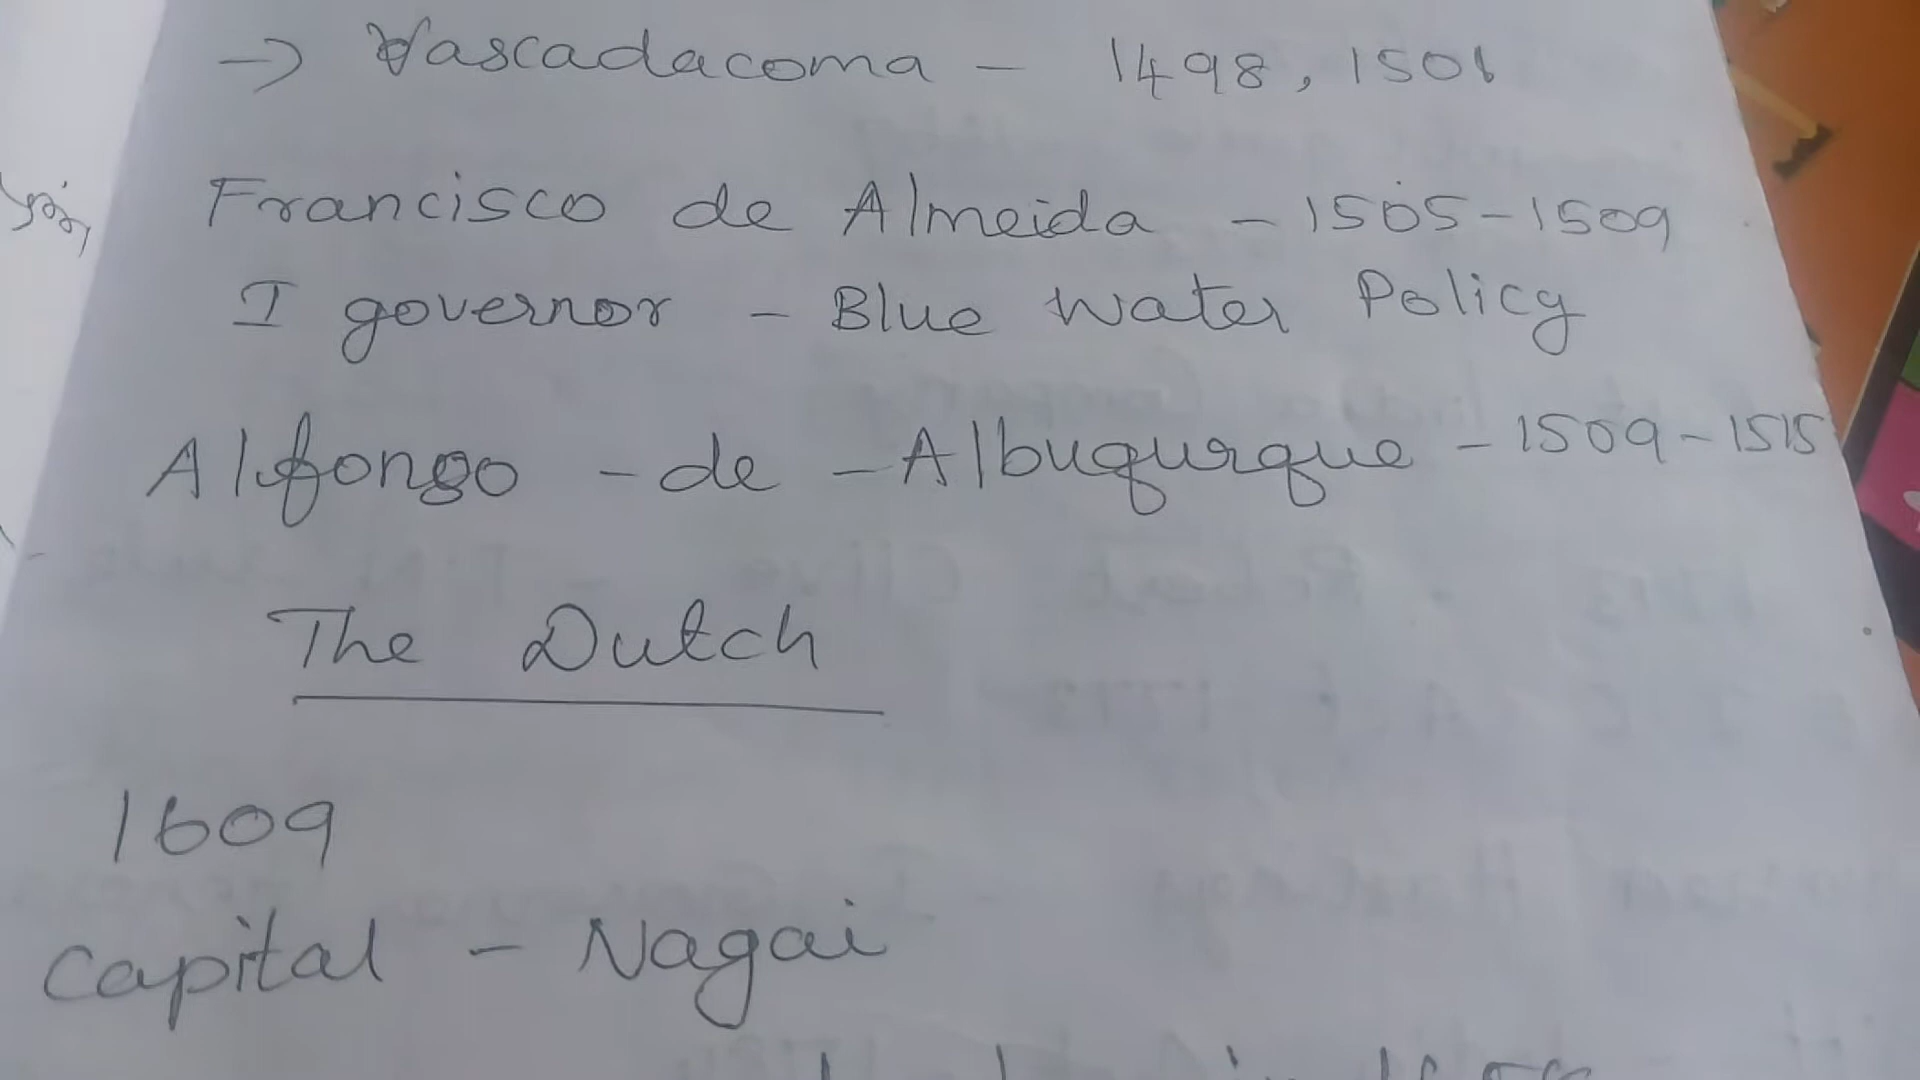 → Vascadacoma - 1498, 1501
Francisco de Almeida - 1505-1509
I governor - Blue Water Policy
Alfongo - de - Albuqurque - 1509-1515
The Dutch
1609
Capital - Nagai